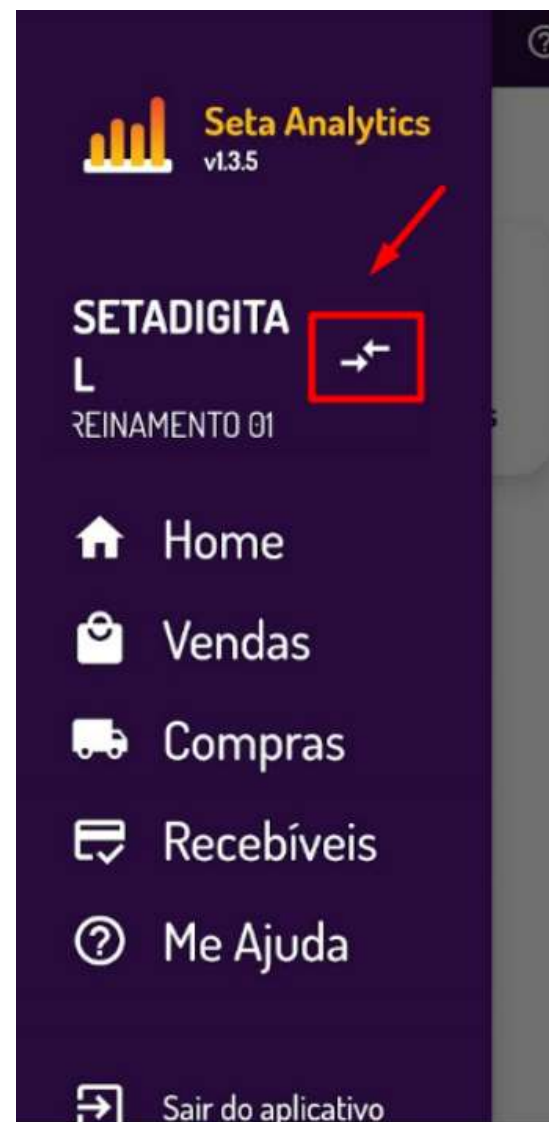 Seta Analytics
v1.3.5
SETADIGITA
L
REINAMENTO 01
Home
Vendas
Compras
Recebíveis
Me Ajuda
Sair do aplicativo